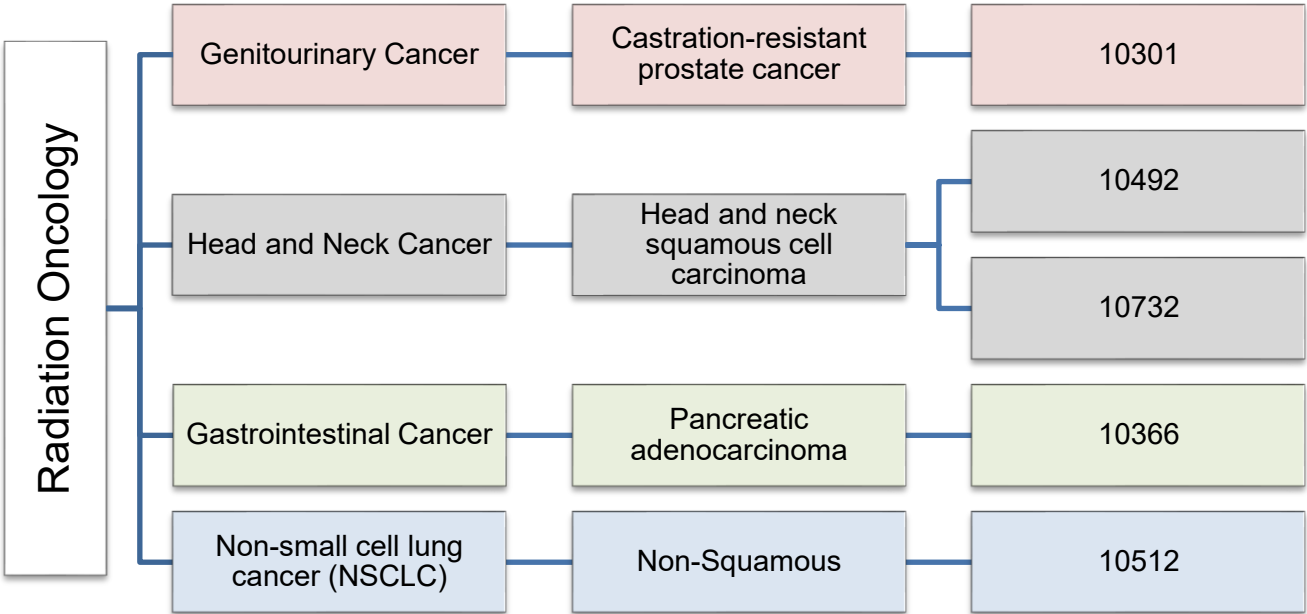 Radiation Oncology
Genitourinary Cancer
Castration-resistant
prostate cancer
10301
Head and Neck Cancer
Head and neck
squamous cell
carcinoma
10492
10732
Gastrointestinal Cancer
Pancreatic
adenocarcinoma
10366
Non-small cell lung
cancer (NSCLC)
Non-Squamous
10512